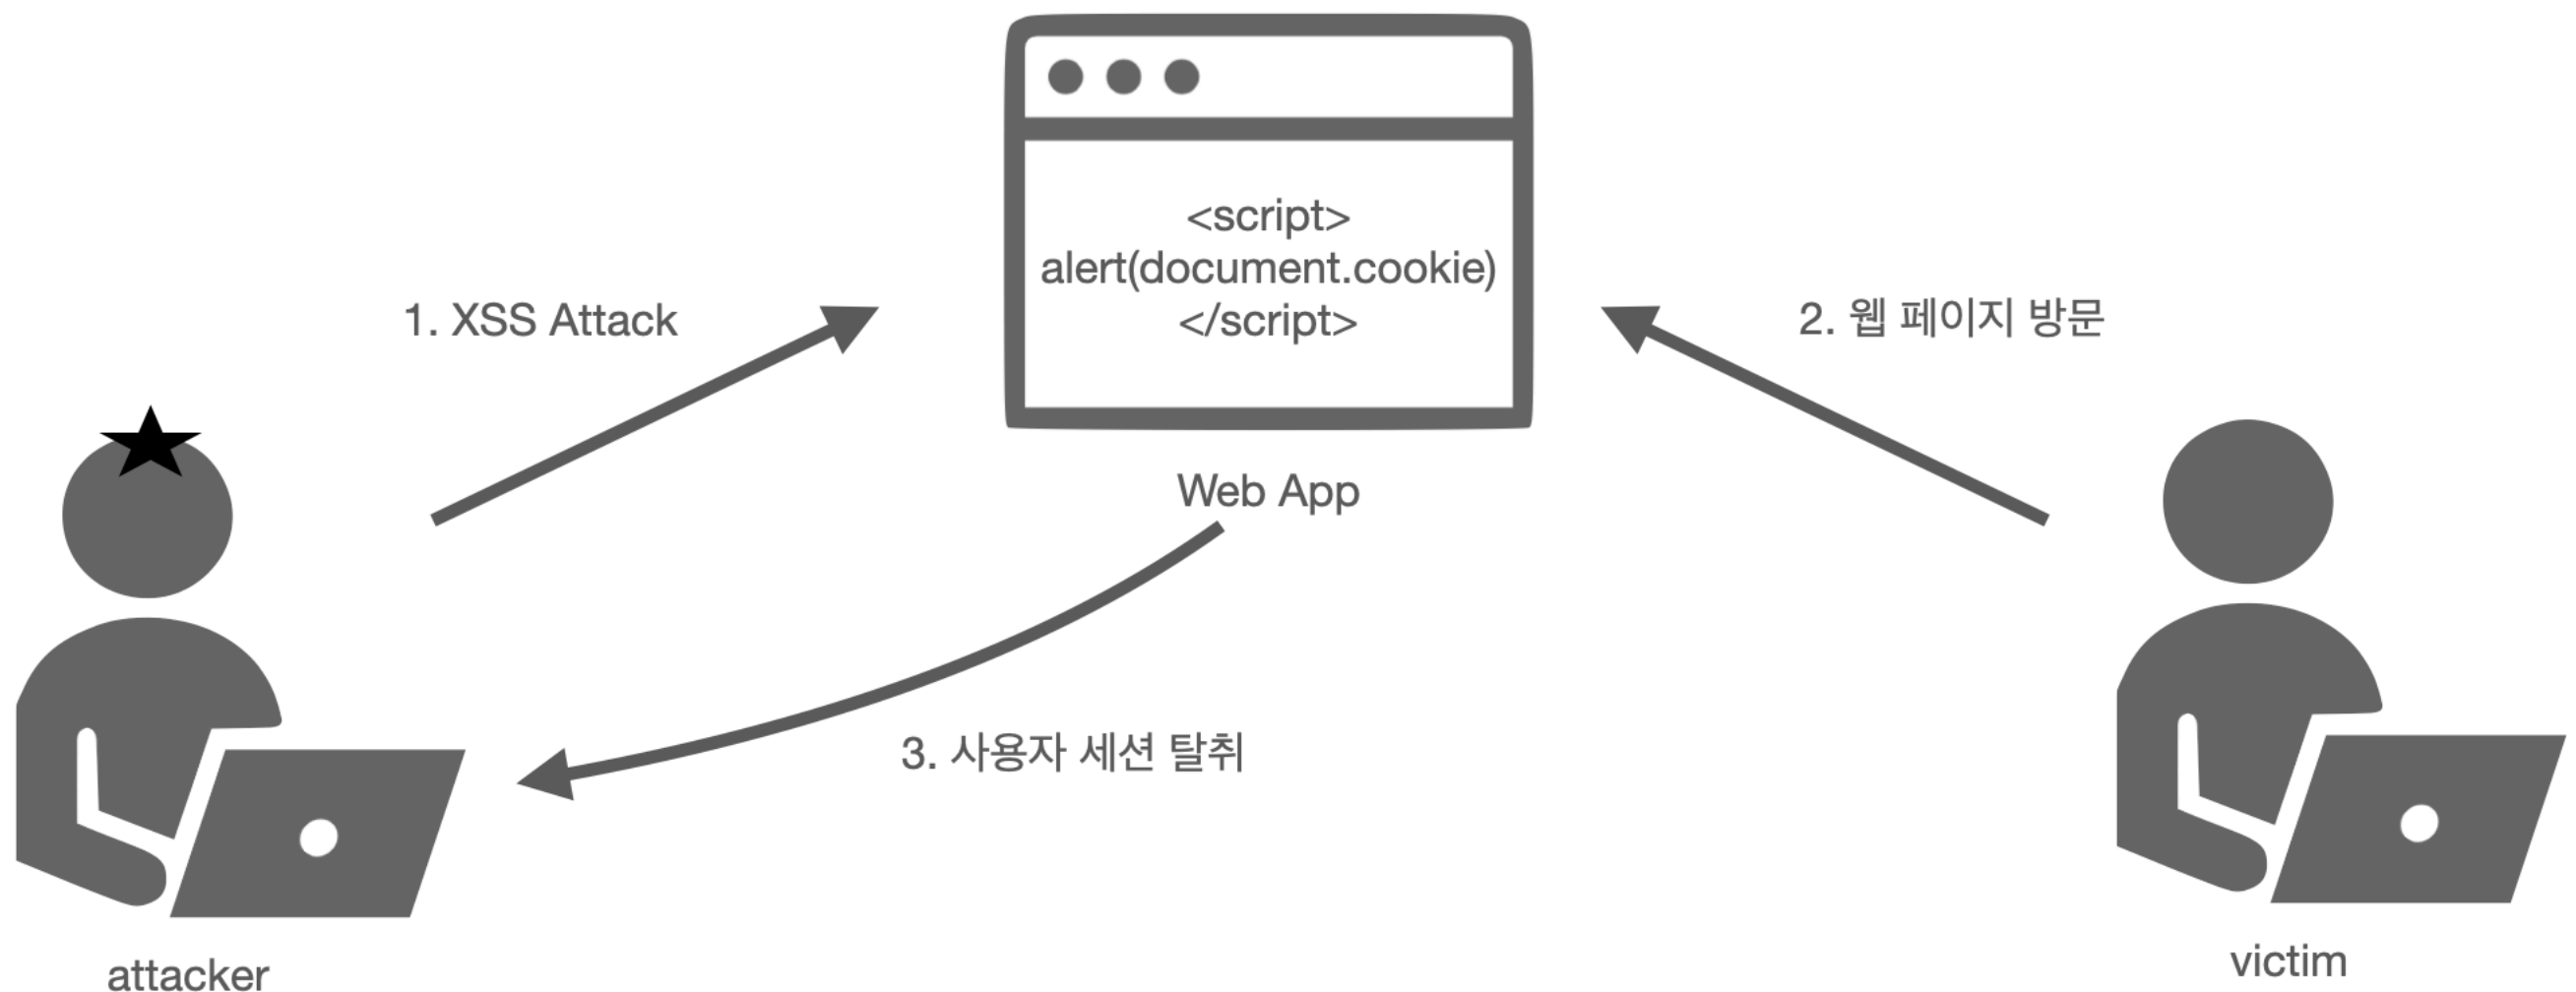 <script>
alert(document.cookie)
</script>
1. XSS Attack
2. 웹 페이지 방문
Web App
3. 사용자 세션 탈취
attacker
victim